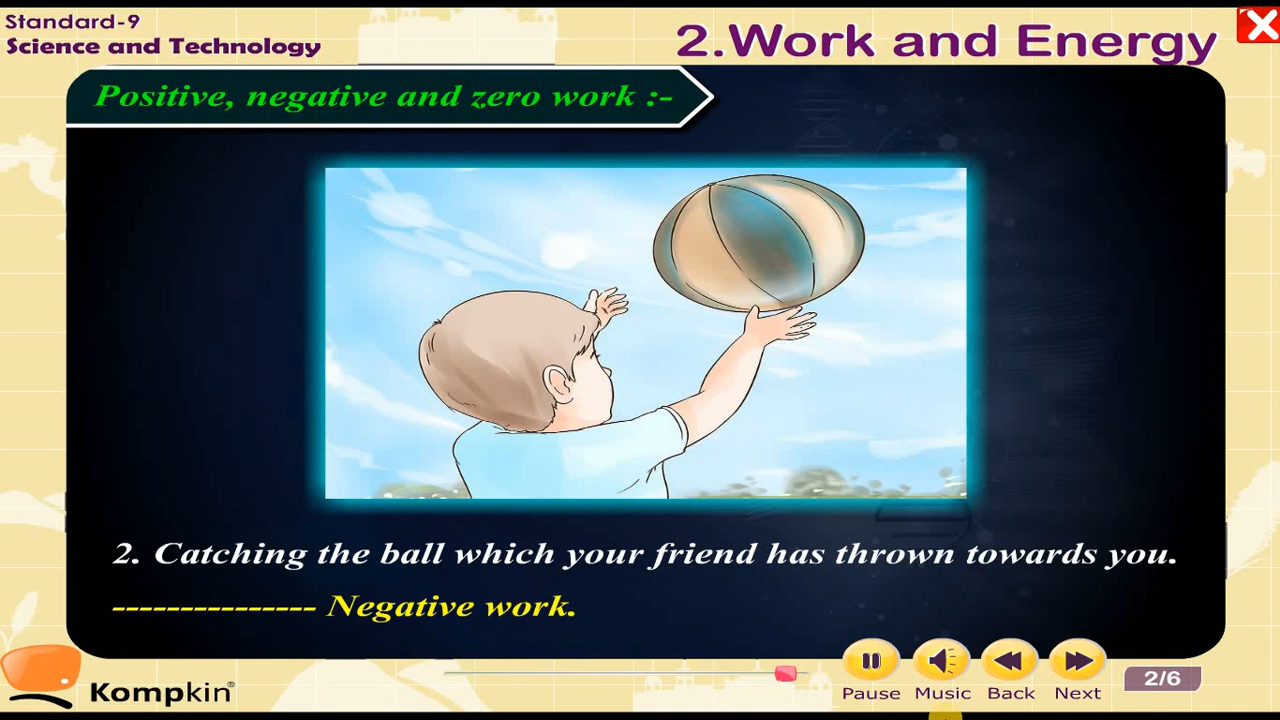 Standard-9
Science and Technology
2.Work and Energy
Positive, negative and zero work :-
2. Catching the ball which your friend has thrown towards you.
--------------- Negative work.
Kompkin®
Pause Music Back Next
2/6